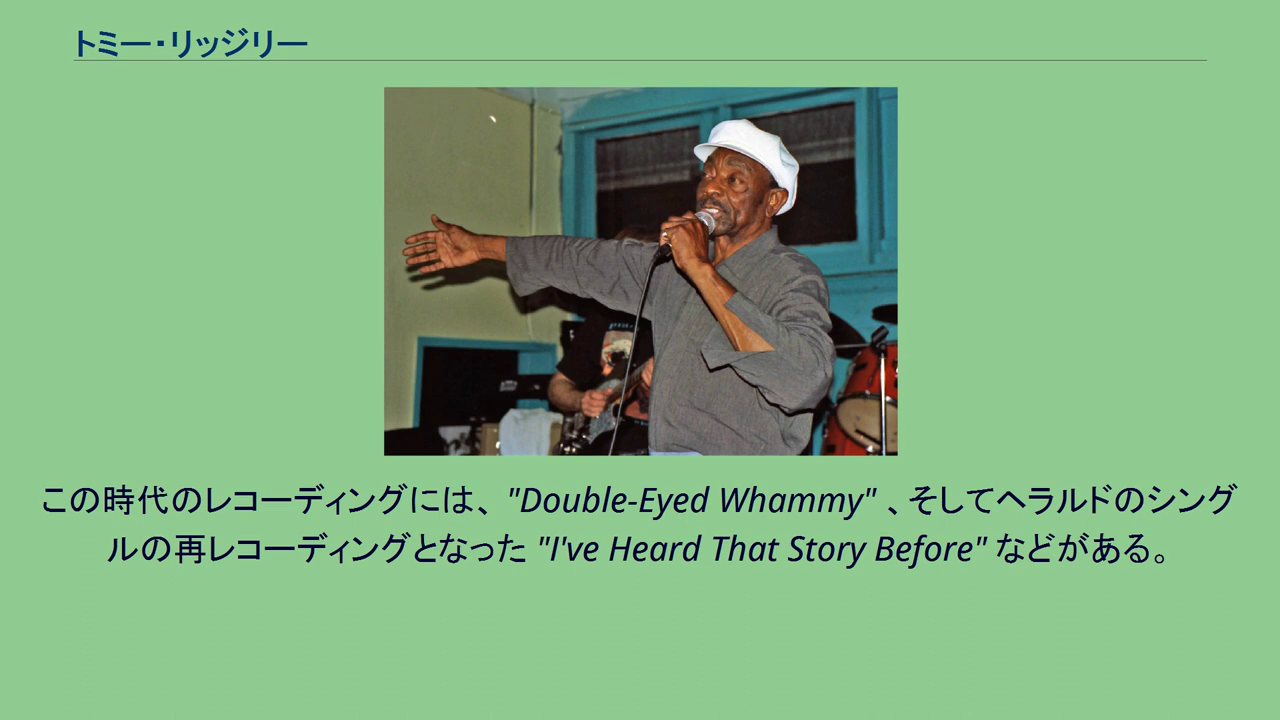 トミー・リッジリー
この時代のレコーディングには、 "Double-Eyed Whammy" 、そしてヘラルドのシング
ルの再レコーディングとなった "I've Heard That Story Before" などがある。